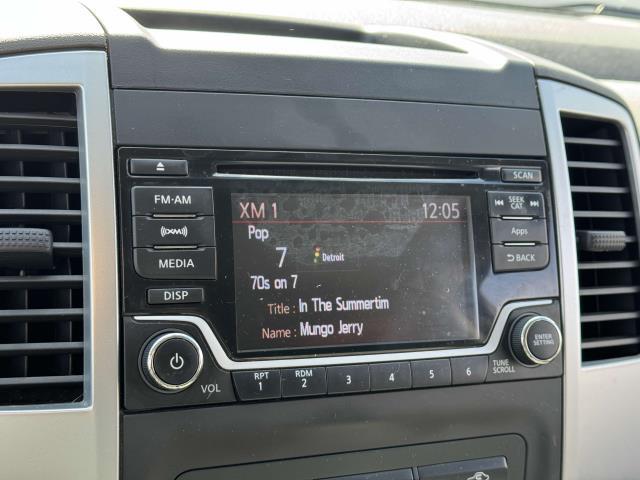 SCAN
FM·AM
XM 1 12:05
SEEK
CAT
Pop
7 Detroit
(XM)
Apps
MEDIA
BACK
70s on 7
DISP
Title : In The Summertim
Name : Mungo Jerry
ENTER
SETTING
VOL
RPT
1
RDM
2
3
4
5
6
TUNE
SCROLL